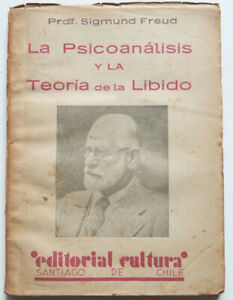 Prof. Sigmund Freud
La Psicoanálisis
Y LA
Teoría de la Libido
"editorial cultura"
SANTIAGO DE CHILE